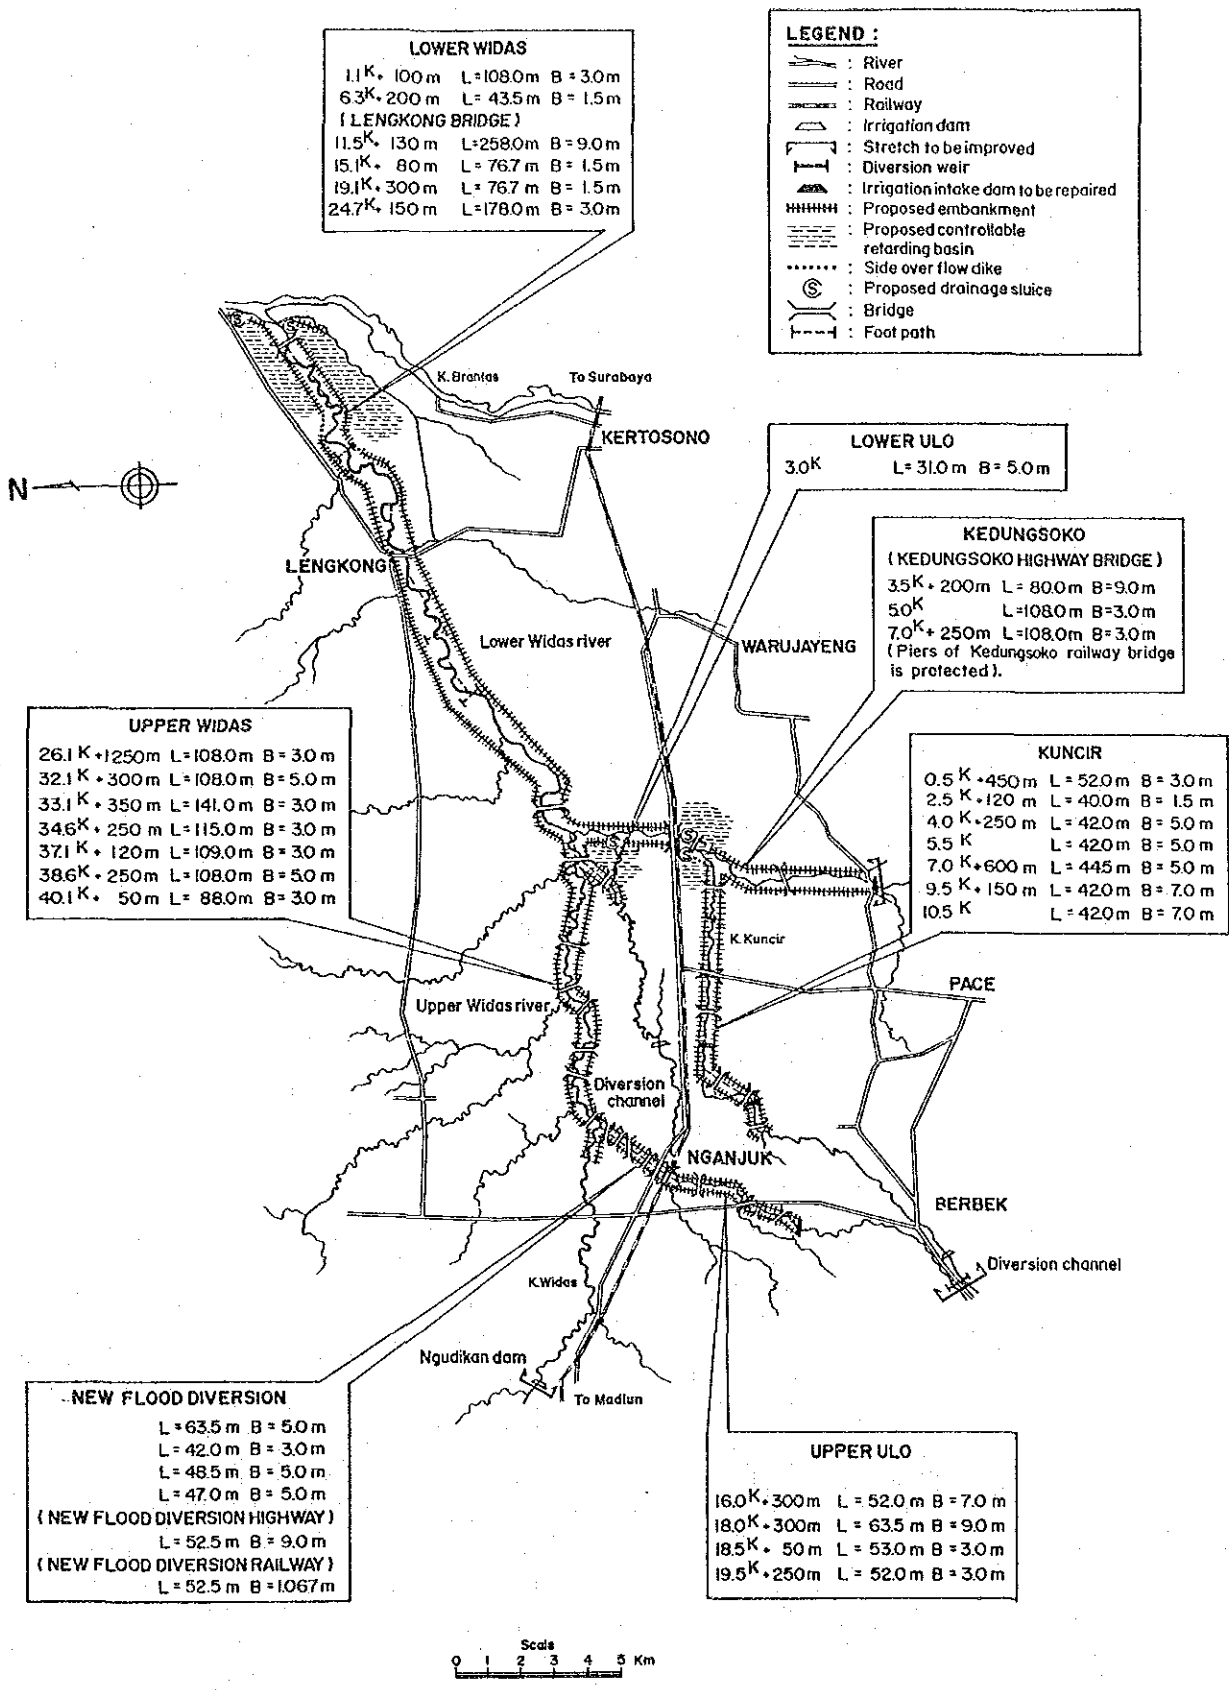 LOWER WIDAS
1.1K+ 100 m L=108.0m B=3.0m
6.3K+200 m L=43.5m B=1.5m
(LENGKONG BRIDGE)
11.5K+ 130 m L=258.0m B=9.0m
15.1K+ 80 m L=76.7m B=1.5m
19.1K+300 m L=76.7m B=1.5m
24.7K+150 m L=178.0m B=3.0m
LEGEND :
: River
: Road
: Railway
: Irrigation dam
: Stretch to be improved
: Diversion weir
: Irrigation intake dam to be repaired
: Proposed embankment
: Proposed controllable
retarding basin
: Side over flow dike
S : Proposed drainage sluice
: Bridge
: Foot path
S
S
K. Brantas
To Surabaya
KERTOSONO
N
LOWER ULO
3.0K L=31.0m B=5.0m
KEDUNGSOKO
(KEDUNGSOKO HIGHWAY BRIDGE)
3.5K+200m L=80.0m B=9.0m
5.0K L=108.0m B=3.0m
7.0K+250m L=108.0m B=3.0m
(Piers of Kedungsoko railway bridge
is protected).
LENGKONG
Lower Widas river
WARUJAYENG
UPPER WIDAS
26.1K+1250m L=108.0m B=3.0m
32.1K+300m L=108.0m B=5.0m
33.1K+350m L=141.0m B=3.0m
34.6K+250m L=115.0m B=3.0m
37.1K+120m L=109.0m B=3.0m
38.6K+250m L=108.0m B=5.0m
40.1K+ 50m L=88.0m B=3.0m
KUNCIR
0.5K+450m L=52.0m B=3.0m
2.5K+120m L=40.0m B=1.5m
4.0K+250m L=42.0m B=5.0m
5.5K L=42.0m B=5.0m
7.0K+600m L=44.5m B=5.0m
9.5K+150m L=42.0m B=7.0m
10.5K L=42.0m B=7.0m
S
S
S
S
K. Kuncir
PACE
Upper Widas river
Diversion
channel
NGANJUK
BERBEK
Diversion channel
K.Widas
Ngudikan dam
To Madiun
NEW FLOOD DIVERSION
L=63.5m B=5.0m
L=42.0m B=3.0m
L=48.5m B=5.0m
L=47.0m B=5.0m
(NEW FLOOD DIVERSION HIGHWAY)
L=52.5m B=9.0m
(NEW FLOOD DIVERSION RAILWAY)
L=52.5m B=1.067m
UPPER ULO
16.0K+300m L=52.0m B=7.0m
18.0K+300m L=63.5m B=9.0m
18.5K+ 50m L=53.0m B=3.0m
19.5K+250m L=52.0m B=3.0m
Scale
0 1 2 3 4 5 Km